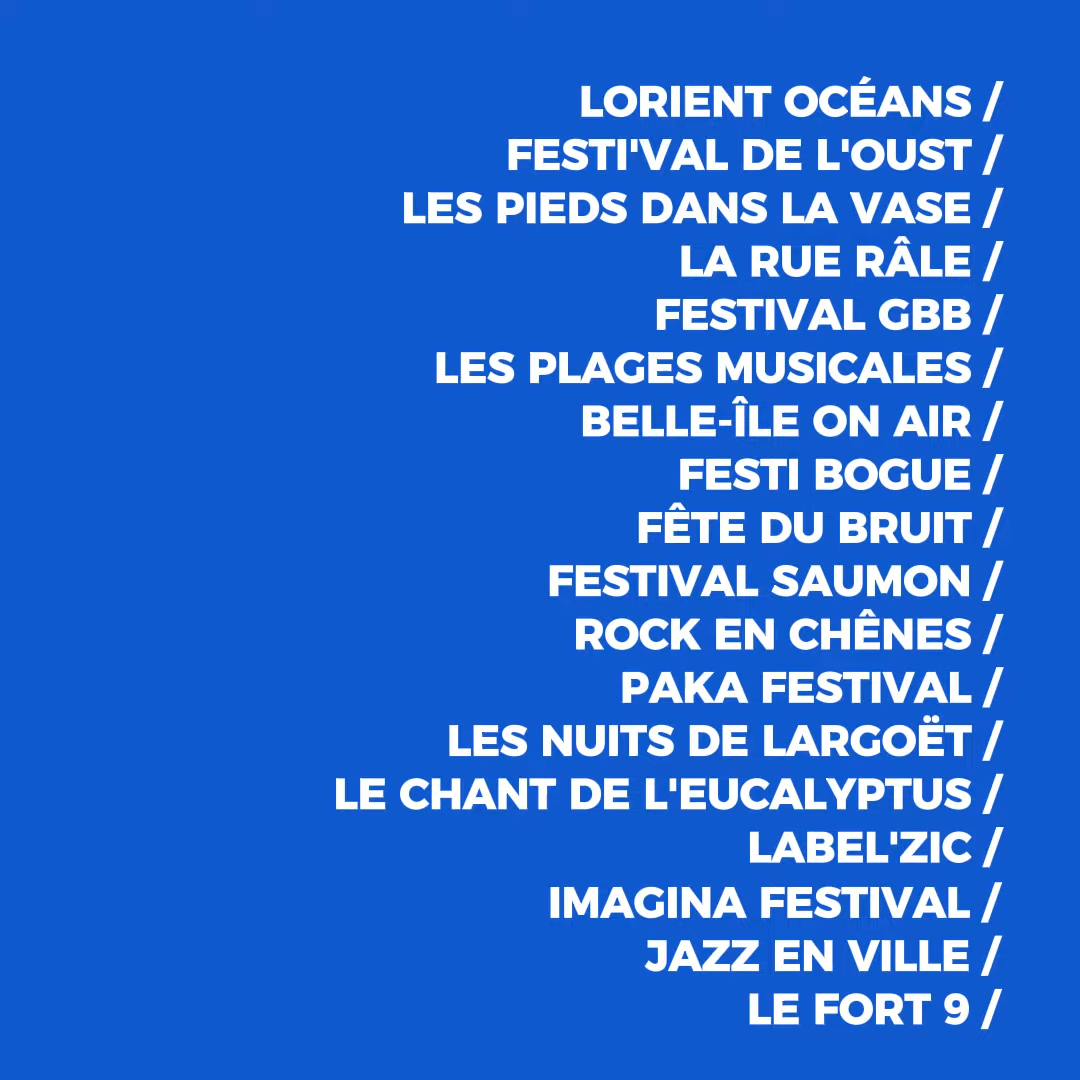 LORIENT OCÉANS /
FESTI'VAL DE L'OUST /
LES PIEDS DANS LA VASE /
LA RUE RÂLE /
FESTIVAL GBB /
LES PLAGES MUSICALES /
BELLE-ÎLE ON AIR /
FESTI BOGUE /
FÊTE DU BRUIT /
FESTIVAL SAUMON /
ROCK EN CHÊNES /
PAKA FESTIVAL /
LES NUITS DE LARGOËT /
LE CHANT DE L'EUCALYPTUS /
LABEL'ZIC /
IMAGINA FESTIVAL /
JAZZ EN VILLE /
LE FORT 9 /